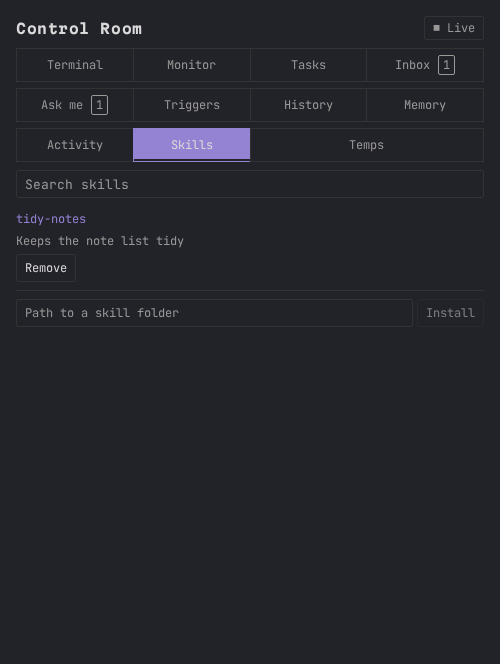 Control Room
Live
Terminal Monitor Tasks Inbox 1
Ask me 1 Triggers History Memory
Activity Skills Temps
Search skills
tidy-notes
Keeps the note list tidy
Remove
Path to a skill folder Install